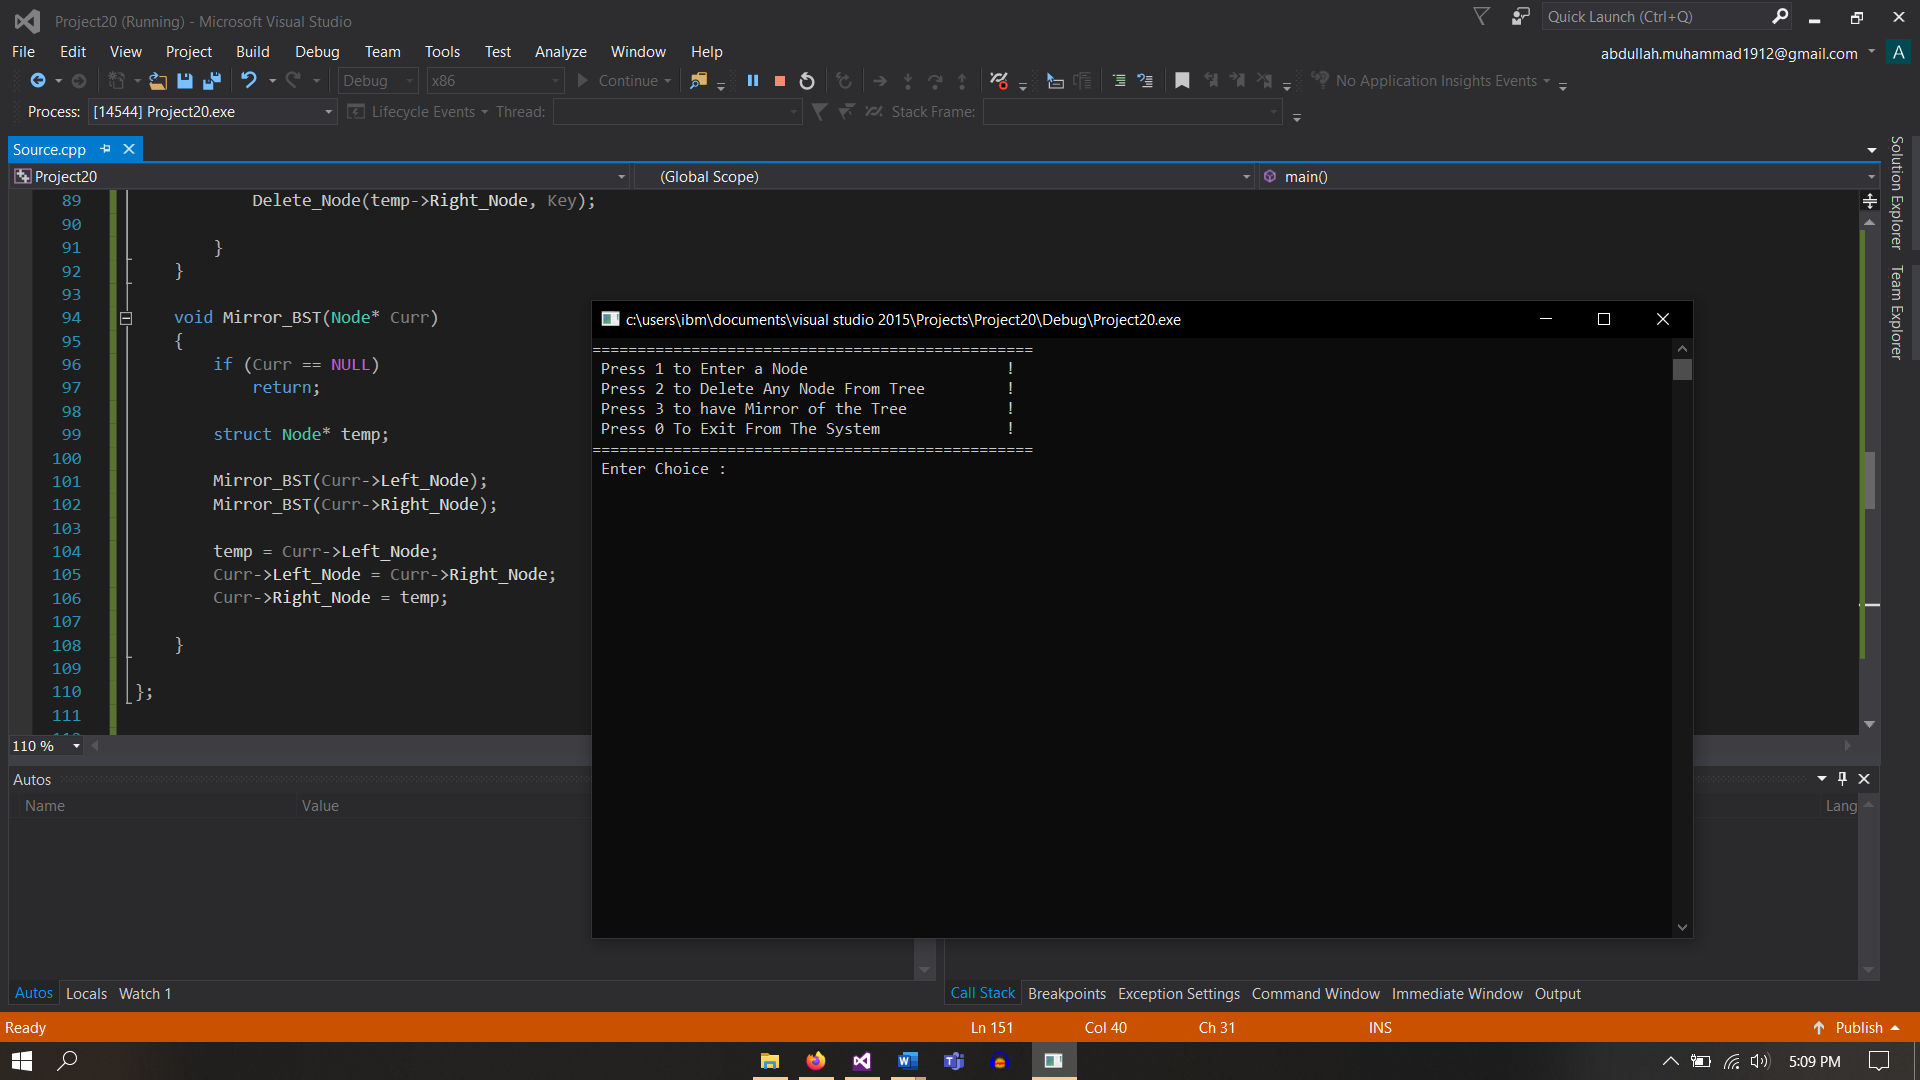 Project20 (Running) - Microsoft Visual Studio
Quick Launch (Ctrl+Q)
File Edit View Project Build Debug Team Tools Test Analyze Window Help
abdullah.muhammad1912@gmail.com A
Debug x86 Continue No Application Insights Events
Process: [14544] Project20.exe Lifecycle Events Thread: Stack Frame:
Source.cpp
Project20 (Global Scope) main()
89 Delete_Node(temp->Right_Node, Key);
90
91 }
92 }
93
94 void Mirror_BST(Node* Curr)
95 {
96 if (Curr == NULL)
97 return;
98
99 struct Node* temp;
100
101 Mirror_BST(Curr->Left_Node);
102 Mirror_BST(Curr->Right_Node);
103
104 temp = Curr->Left_Node;
105 Curr->Left_Node = Curr->Right_Node;
106 Curr->Right_Node = temp;
107
108 }
109
110 };
111
110 %
c:\users\ibm\documents\visual studio 2015\Projects\Project20\Debug\Project20.exe
=================================================
Press 1 to Enter a Node !
Press 2 to Delete Any Node From Tree !
Press 3 to have Mirror of the Tree !
Press 0 To Exit From The System !
=================================================
Enter Choice :
Solution Explorer
Team Explorer
Autos
Name Value
Lang
Autos Locals Watch 1
Call Stack Breakpoints Exception Settings Command Window Immediate Window Output
Ready Ln 151 Col 40 Ch 31 INS Publish
5:09 PM